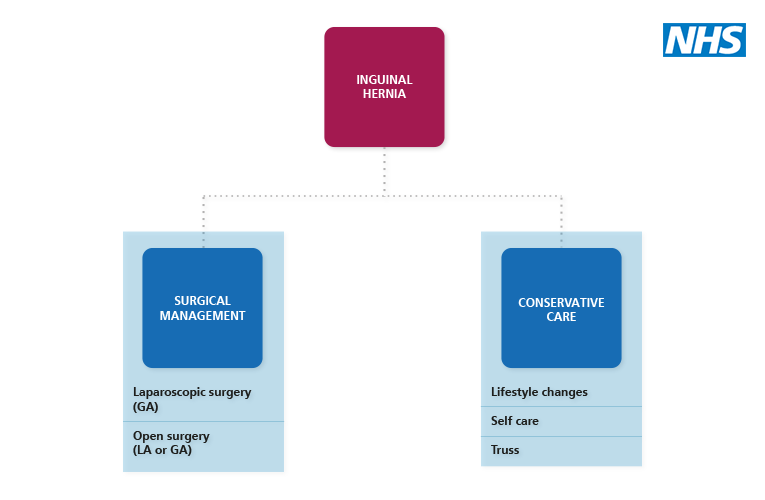 NHS
INGUINAL
HERNIA
SURGICAL
MANAGEMENT
Laparoscopic surgery
(GA)
Open surgery
(LA or GA)
CONSERVATIVE
CARE
Lifestyle changes
Self care
Truss